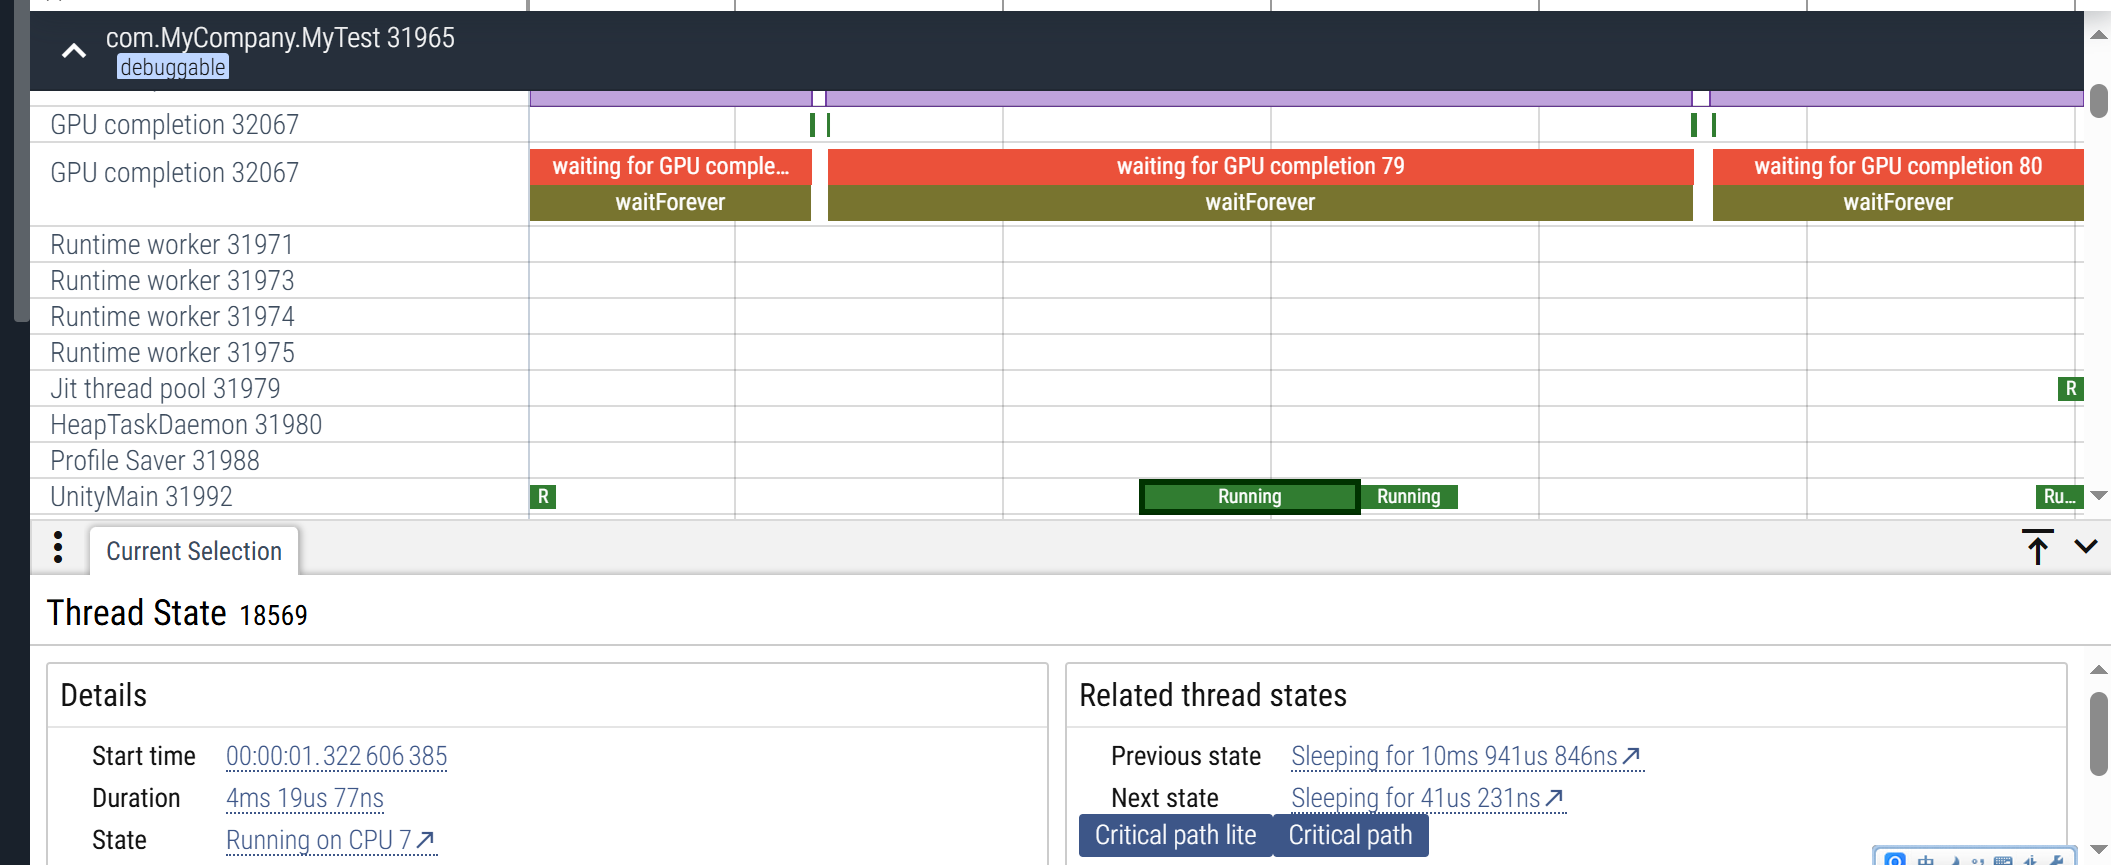 com.MyCompany.MyTest 31965
debuggable
GPU completion 32067
GPU completion 32067
waiting for GPU comple...
waiting for GPU completion 79
waiting for GPU completion 80
waitForever
waitForever
waitForever
Runtime worker 31971
Runtime worker 31973
Runtime worker 31974
Runtime worker 31975
Jit thread pool 31979
R
HeapTaskDaemon 31980
Profile Saver 31988
UnityMain 31992
R
Running
Running
Ru...
Current Selection
Thread State 18569
Details
Start time 00:00:01.322 606 385
Duration 4ms 19us 77ns
State Running on CPU 7
Related thread states
Previous state Sleeping for 10ms 941us 846ns
Next state Sleeping for 41us 231ns
Critical path lite
Critical path
中